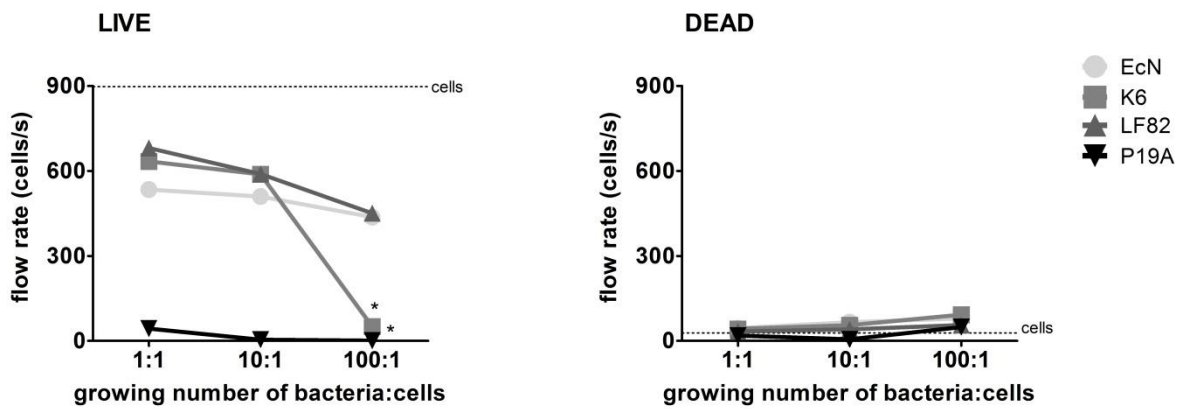 LIVE
900
600
300
0
flow rate (cells/s)
cells
*
*
1:1
10:1
100:1
growing number of bacteria:cells
DEAD
900
600
300
0
flow rate (cells/s)
cells
1:1
10:1
100:1
growing number of bacteria:cells
EcN
K6
LF82
P19A